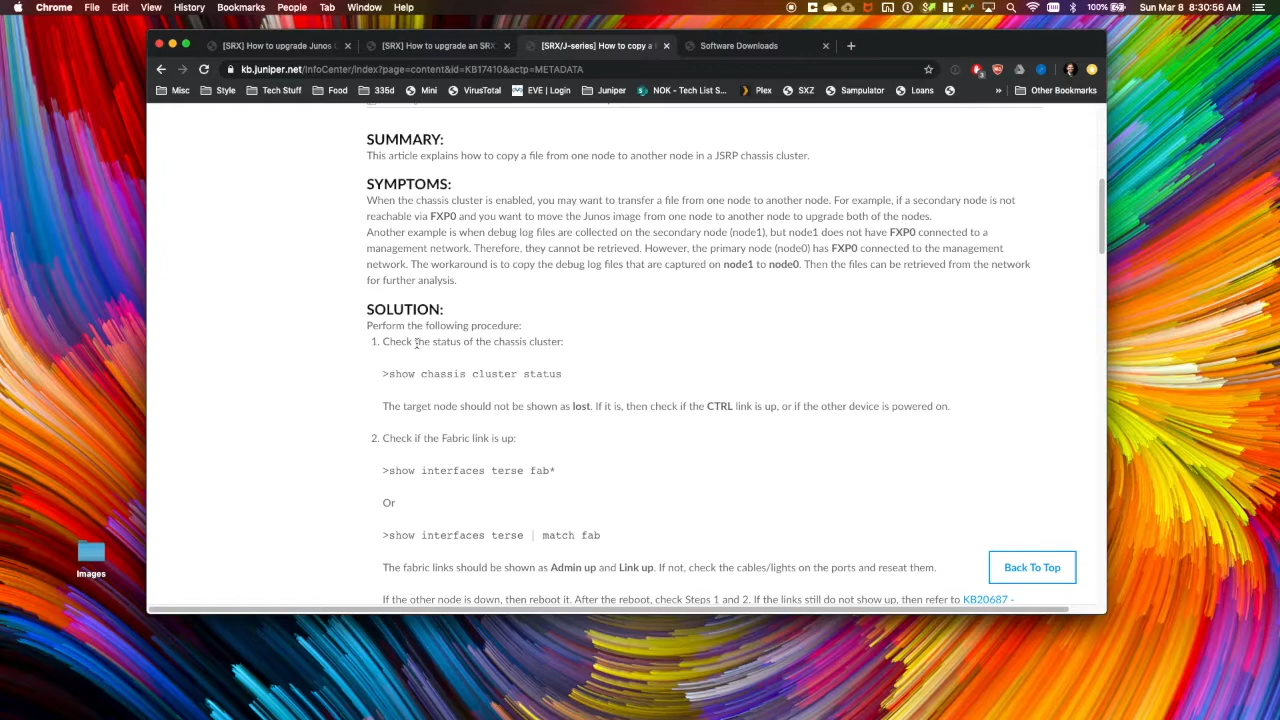 Chrome File Edit View History Bookmarks People Tab Window Help 100% Sun Mar 8 8:30:56 AM
[SRX] How to upgrade Junos [SRX] How to upgrade an SRX [SRX/J-series] How to copy a Software Downloads
kb.juniper.net/InfoCenter/index?page=content&id=KB17410&actp=METADATA
Misc Style Tech Stuff Food 335d Mini VirusTotal EVE | Login Juniper NOK - Tech List S... Plex SXZ Sampulator Loans » Other Bookmarks
SUMMARY:
This article explains how to copy a file from one node to another node in a JSRP chassis cluster.
SYMPTOMS:
When the chassis cluster is enabled, you may want to transfer a file from one node to another node. For example, if a secondary node is not
reachable via FXP0 and you want to move the Junos image from one node to another node to upgrade both of the nodes.
Another example is when debug log files are collected on the secondary node (node1), but node1 does not have FXP0 connected to a
management network. Therefore, they cannot be retrieved. However, the primary node (node0) has FXP0 connected to the management
network. The workaround is to copy the debug log files that are captured on node1 to node0. Then the files can be retrieved from the network
for further analysis.
SOLUTION:
Perform the following procedure:
1. Check the status of the chassis cluster:
>show chassis cluster status
The target node should not be shown as lost. If it is, then check if the CTRL link is up, or if the other device is powered on.
2. Check if the Fabric link is up:
>show interfaces terse fab*
Or
>show interfaces terse | match fab
The fabric links should be shown as Admin up and Link up. If not, check the cables/lights on the ports and reseat them.
If the other node is down, then reboot it. After the reboot, check Steps 1 and 2. If the links still do not show up, then refer to KB20687 -
Back To Top
Images